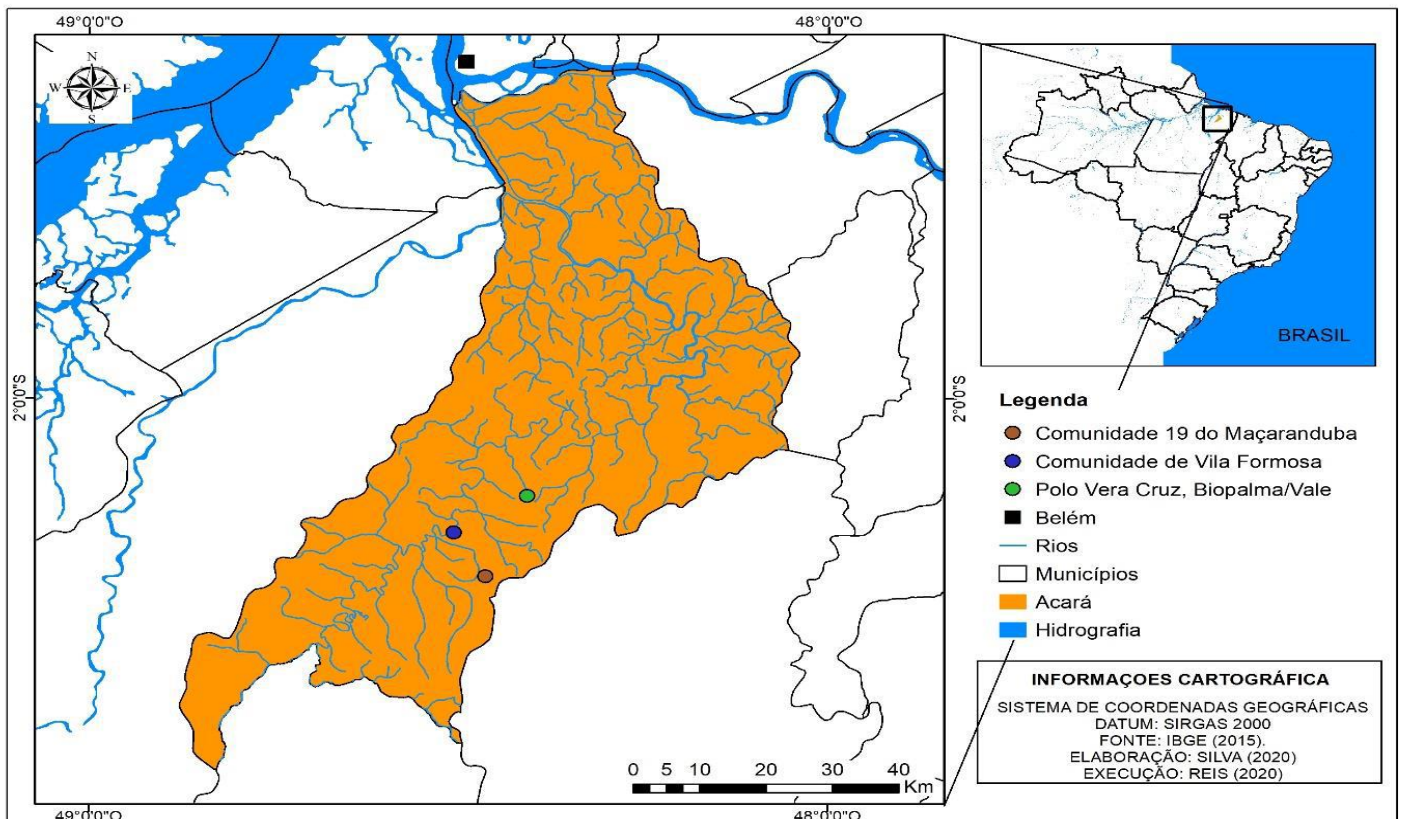 49°0'0"O
48°0'0"O
N
W
E
S
2°0'0"S
2°0'0"S
BRASIL
Legenda
Comunidade 19 do Maçaranduba
Comunidade de Vila Formosa
Polo Vera Cruz, Biopalma/Vale
Belém
Rios
Municípios
Acará
Hidrografia
INFORMAÇOES CARTOGRÁFICA
SISTEMA DE COORDENADAS GEOGRÁFICAS
DATUM: SIRGAS 2000
FONTE: IBGE (2015).
ELABORAÇÃO: SILVA (2020)
EXECUÇÃO: REIS (2020)
0 5 10 20 30 40
Km
49°0'0"O
48°0'0"O